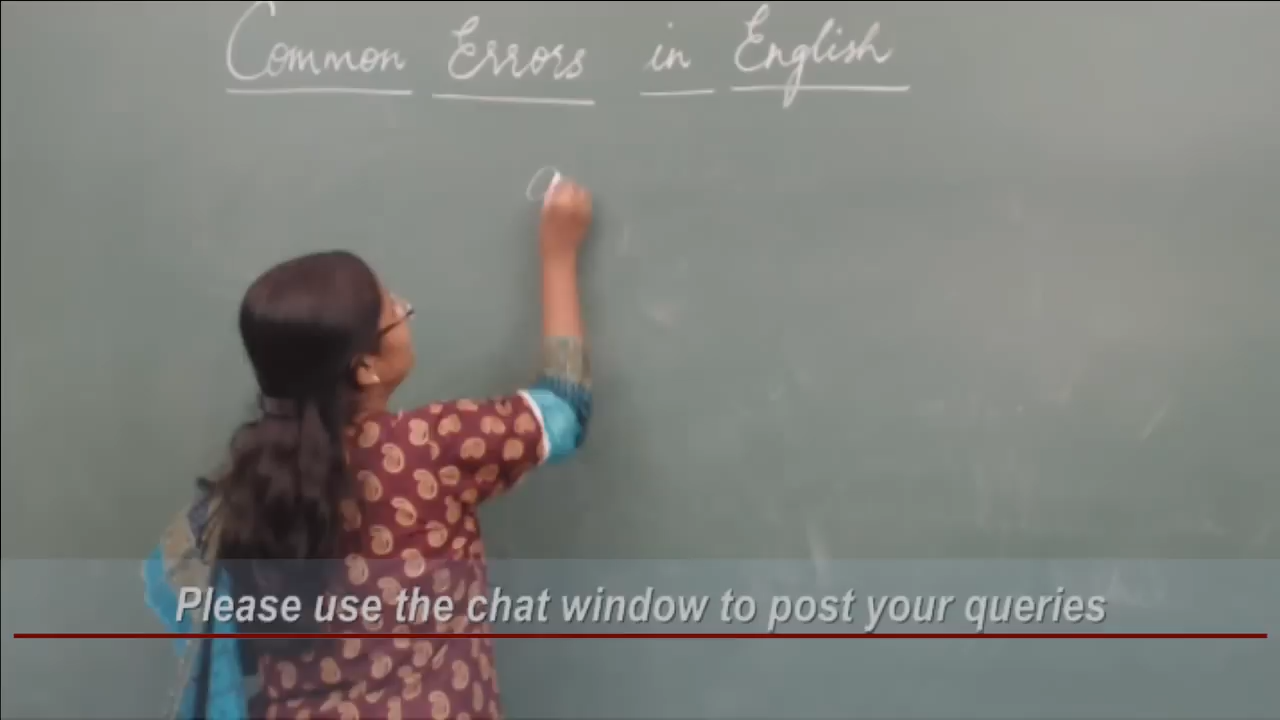 Common Errors in English
Please use the chat window to post your queries